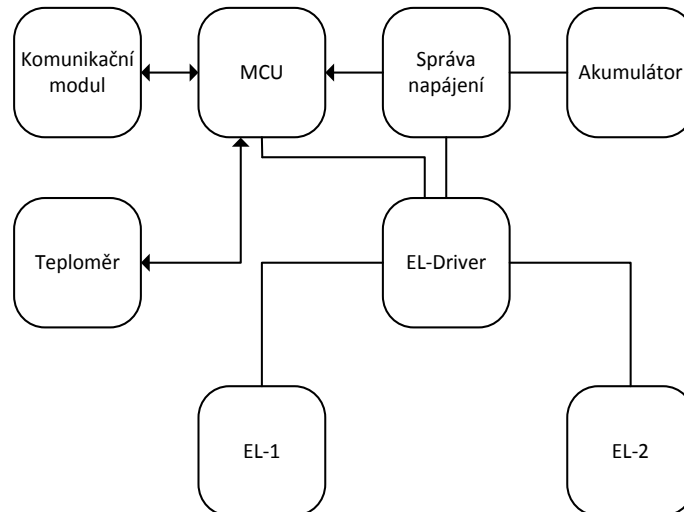 Komunikační
modul
MCU
Správa
napájení
Akumulátor
Teploměr
EL-Driver
EL-1
EL-2